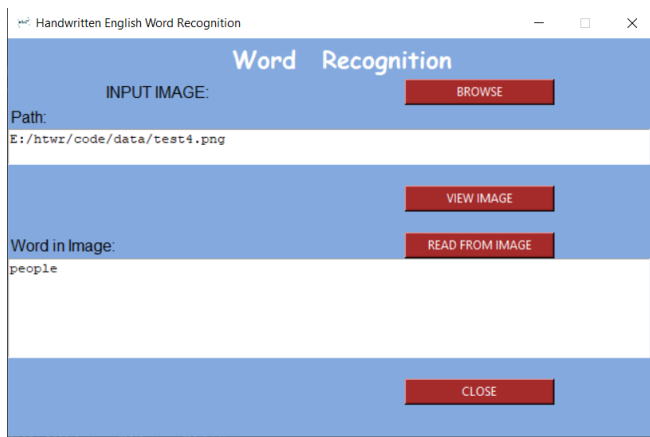 Handwritten English Word Recognition
Word Recognition
INPUT IMAGE:
BROWSE
Path:
E:/htwr/code/data/test4.png
VIEW IMAGE
Word in Image:
READ FROM IMAGE
people
CLOSE